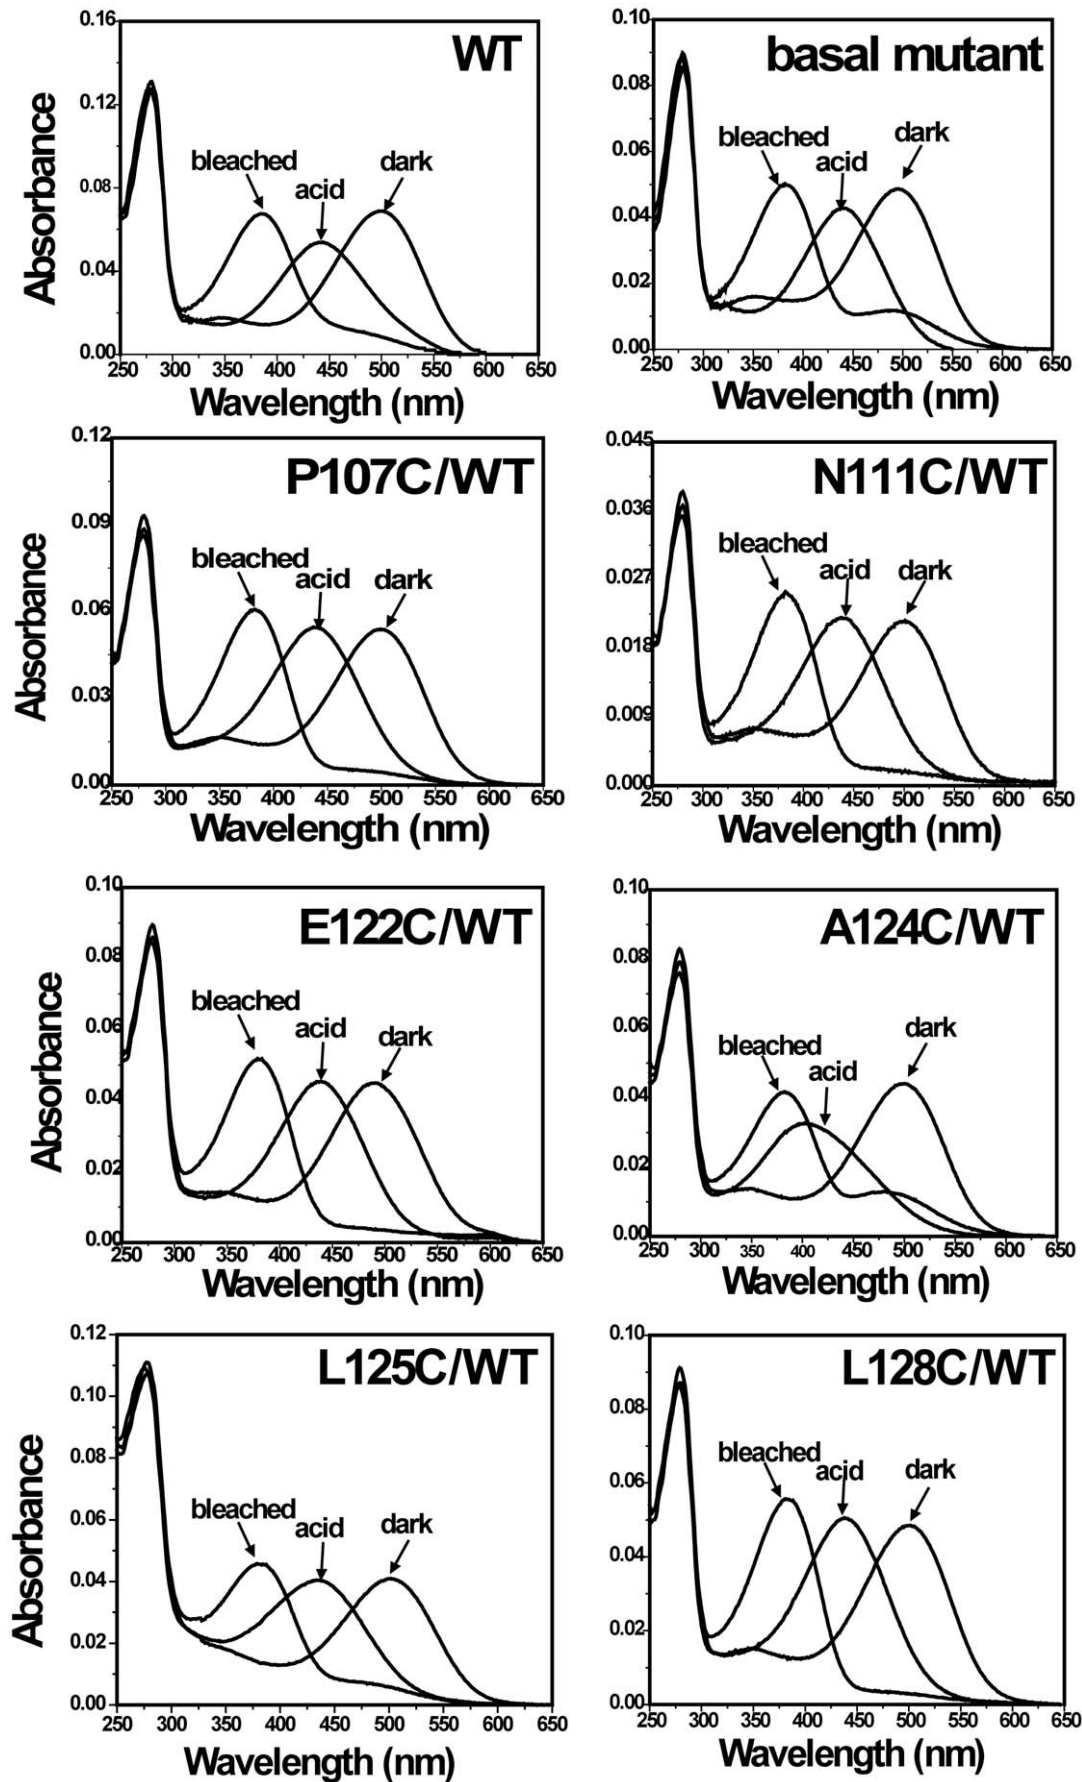 WT
Absorbance
0.16
0.12
0.08
0.04
0.00
bleached
acid
dark
250 300 350 400 450 500 550 600 650
Wavelength (nm)
basal mutant
0.10
0.08
0.06
0.04
0.02
0.00
bleached
acid
dark
250 300 350 400 450 500 550 600 650
Wavelength (nm)
P107C/WT
Absorbance
0.12
0.09
0.06
0.03
0.00
bleached
acid
dark
250 300 350 400 450 500 550 600 650
Wavelength (nm)
N111C/WT
0.045
0.036
0.027
0.018
0.009
0.000
bleached
acid
dark
250 300 350 400 450 500 550 600 650
Wavelength (nm)
E122C/WT
Absorbance
0.10
0.08
0.06
0.04
0.02
0.00
bleached
acid
dark
250 300 350 400 450 500 550 600 650
Wavelength (nm)
A124C/WT
0.10
0.08
0.06
0.04
0.02
0.00
bleached
acid
dark
250 300 350 400 450 500 550 600 650
Wavelength (nm)
L125C/WT
Absorbance
0.12
0.10
0.08
0.06
0.04
0.02
0.00
bleached
acid
dark
250 300 350 400 450 500 550 600 650
Wavelength (nm)
L128C/WT
0.10
0.08
0.06
0.04
0.02
0.00
bleached
acid
dark
250 300 350 400 450 500 550 600 650
Wavelength (nm)